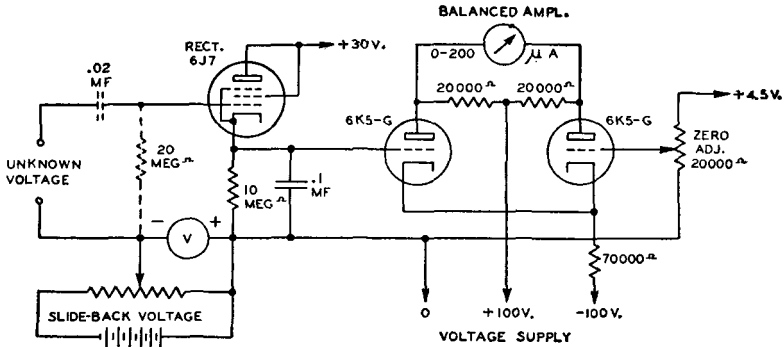 BALANCED AMPL.
RECT.
6J7
+30V.
0-200
μA
.02
MF
20000Ω
20000Ω
+4.5V.
6K5-G
6K5-G
ZERO
ADJ.
20000Ω
20
MEGΩ
UNKNOWN
VOLTAGE
10
MEGΩ
.1
MF
- V +
70000Ω
SLIDE-BACK VOLTAGE
0
+100V.
-100V.
VOLTAGE SUPPLY